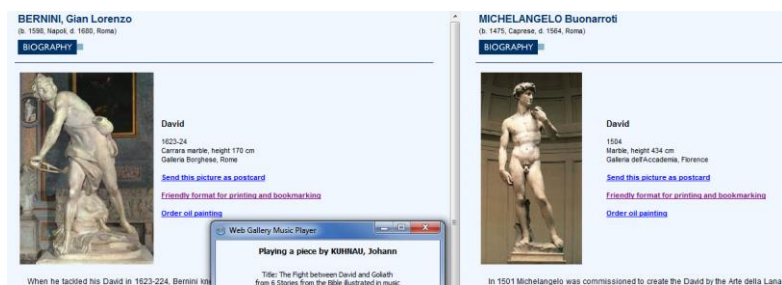 BERNINI, Gian Lorenzo
(b. 1598, Napoli, d. 1680, Roma)
BIOGRAPHY
David
1623-24
Carrara marble, height 170 cm
Galleria Borghese, Rome
Send this picture as postcard
Friendly format for printing and bookmarking
Order oil painting
When he tackled his David in 1623-224, Bernini
Web Gallery Music Player
Playing a piece by KUHNAU, Johann
Title: The Fight between David and Goliath
from 6 Stories from the Bible illustrated in music
MICHELANGELO Buonarroti
(b. 1475, Caprese, d. 1564, Roma)
BIOGRAPHY
David
1504
Marble, height 434 cm
Galleria dell'Accademia, Florence
Send this picture as postcard
Friendly format for printing and bookmarking
Order oil painting
In 1501 Michelangelo was commissioned to create the David by the Arte della Lana